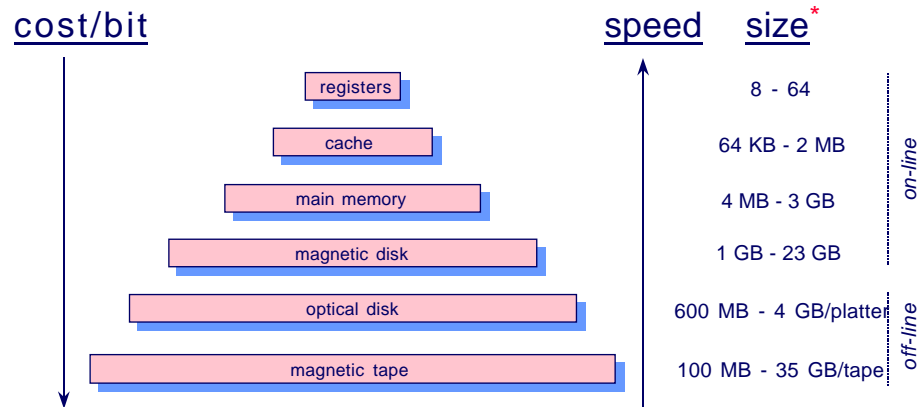 cost/bit speed size*
registers 8 - 64
cache 64 KB - 2 MB
main memory 4 MB - 3 GB
magnetic disk 1 GB - 23 GB
on-line
optical disk 600 MB - 4 GB/platter
magnetic tape 100 MB - 35 GB/tape
off-line